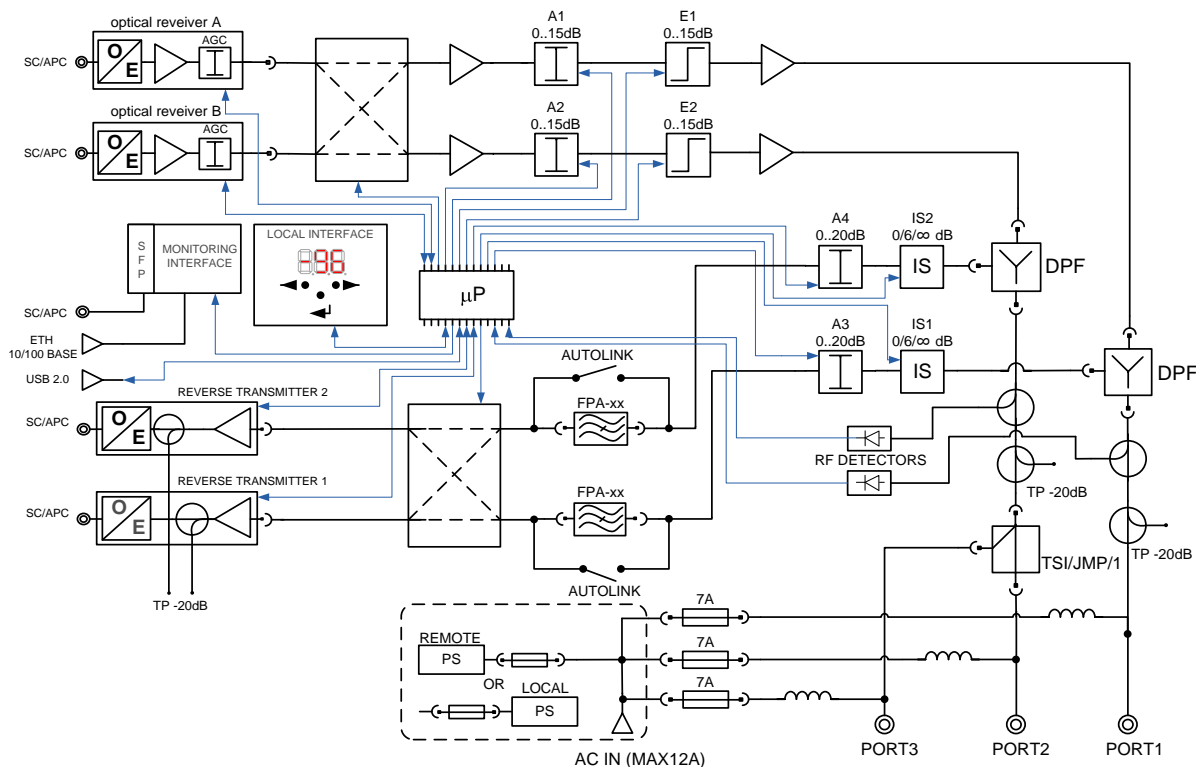 optical reveiver A
SC/APC
O
E
AGC
A1
0..15dB
E1
0..15dB
optical reveiver B
SC/APC
O
E
AGC
A2
0..15dB
E2
0..15dB
SFP
MONITORING
INTERFACE
LOCAL INTERFACE
-96
µP
A4
0..20dB
IS2
0/6/∞ dB
IS
DPF
SC/APC
ETH
10/100 BASE
USB 2.0
A3
0..20dB
IS1
0/6/∞ dB
IS
DPF
AUTOLINK
FPA-xx
REVERSE TRANSMITTER 2
SC/APC
O
E
RF DETECTORS
TP -20dB
REVERSE TRANSMITTER 1
SC/APC
O
E
FPA-xx
TP -20dB
TSI/JMP/1
AUTOLINK
TP -20dB
7A
REMOTE
PS
7A
OR
LOCAL
PS
7A
PORT3
PORT2
PORT1
AC IN (MAX12A)